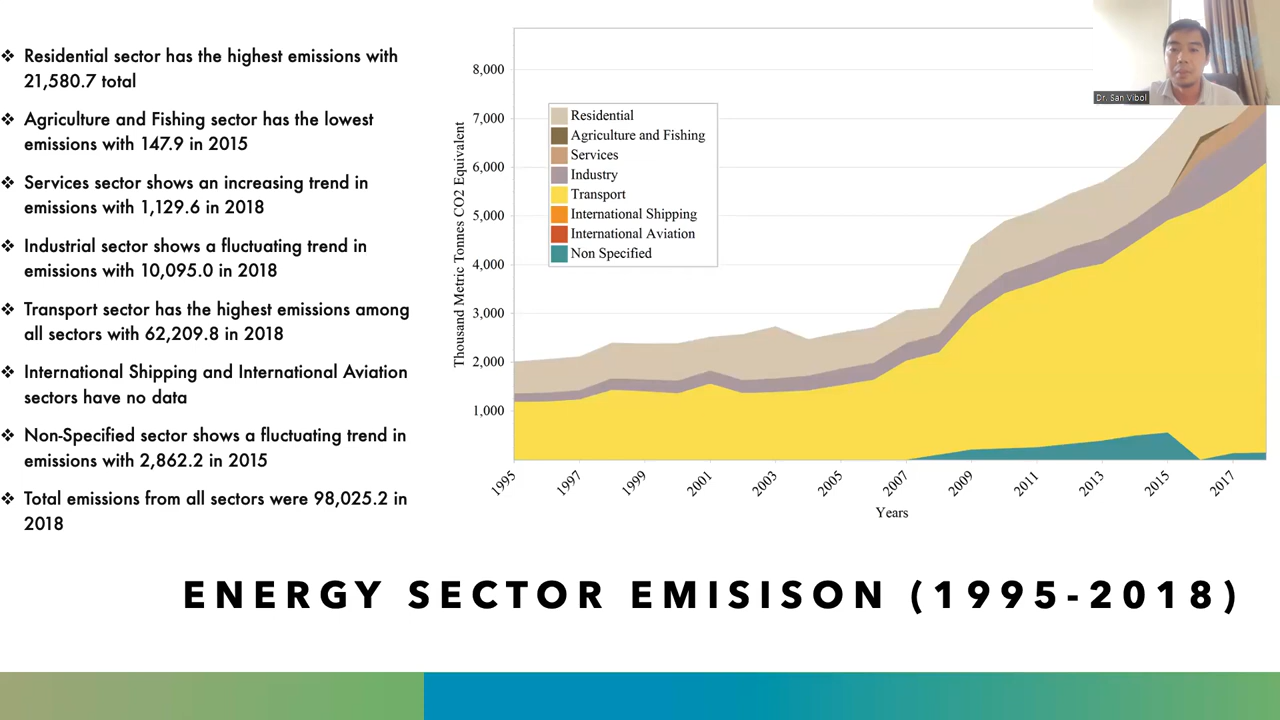 ❖ Residential sector has the highest emissions with
21,580.7 total
❖ Agriculture and Fishing sector has the lowest
emissions with 147.9 in 2015
❖ Services sector shows an increasing trend in
emissions with 1,129.6 in 2018
❖ Industrial sector shows a fluctuating trend in
emissions with 10,095.0 in 2018
❖ Transport sector has the highest emissions among
all sectors with 62,209.8 in 2018
❖ International Shipping and International Aviation
sectors have no data
❖ Non-Specified sector shows a fluctuating trend in
emissions with 2,862.2 in 2015
❖ Total emissions from all sectors were 98,025.2 in
2018
Thousand Metric Tonnes CO2 Equivalent
8,000
7,000
6,000
5,000
4,000
3,000
2,000
1,000
Residential
Agriculture and Fishing
Services
Industry
Transport
International Shipping
International Aviation
Non Specified
1995
1997
1999
2001
2003
2005
2007
2009
2011
2013
2015
2017
Years
Dr. San Vibol
ENERGY SECTOR EMISISON (1995-2018)